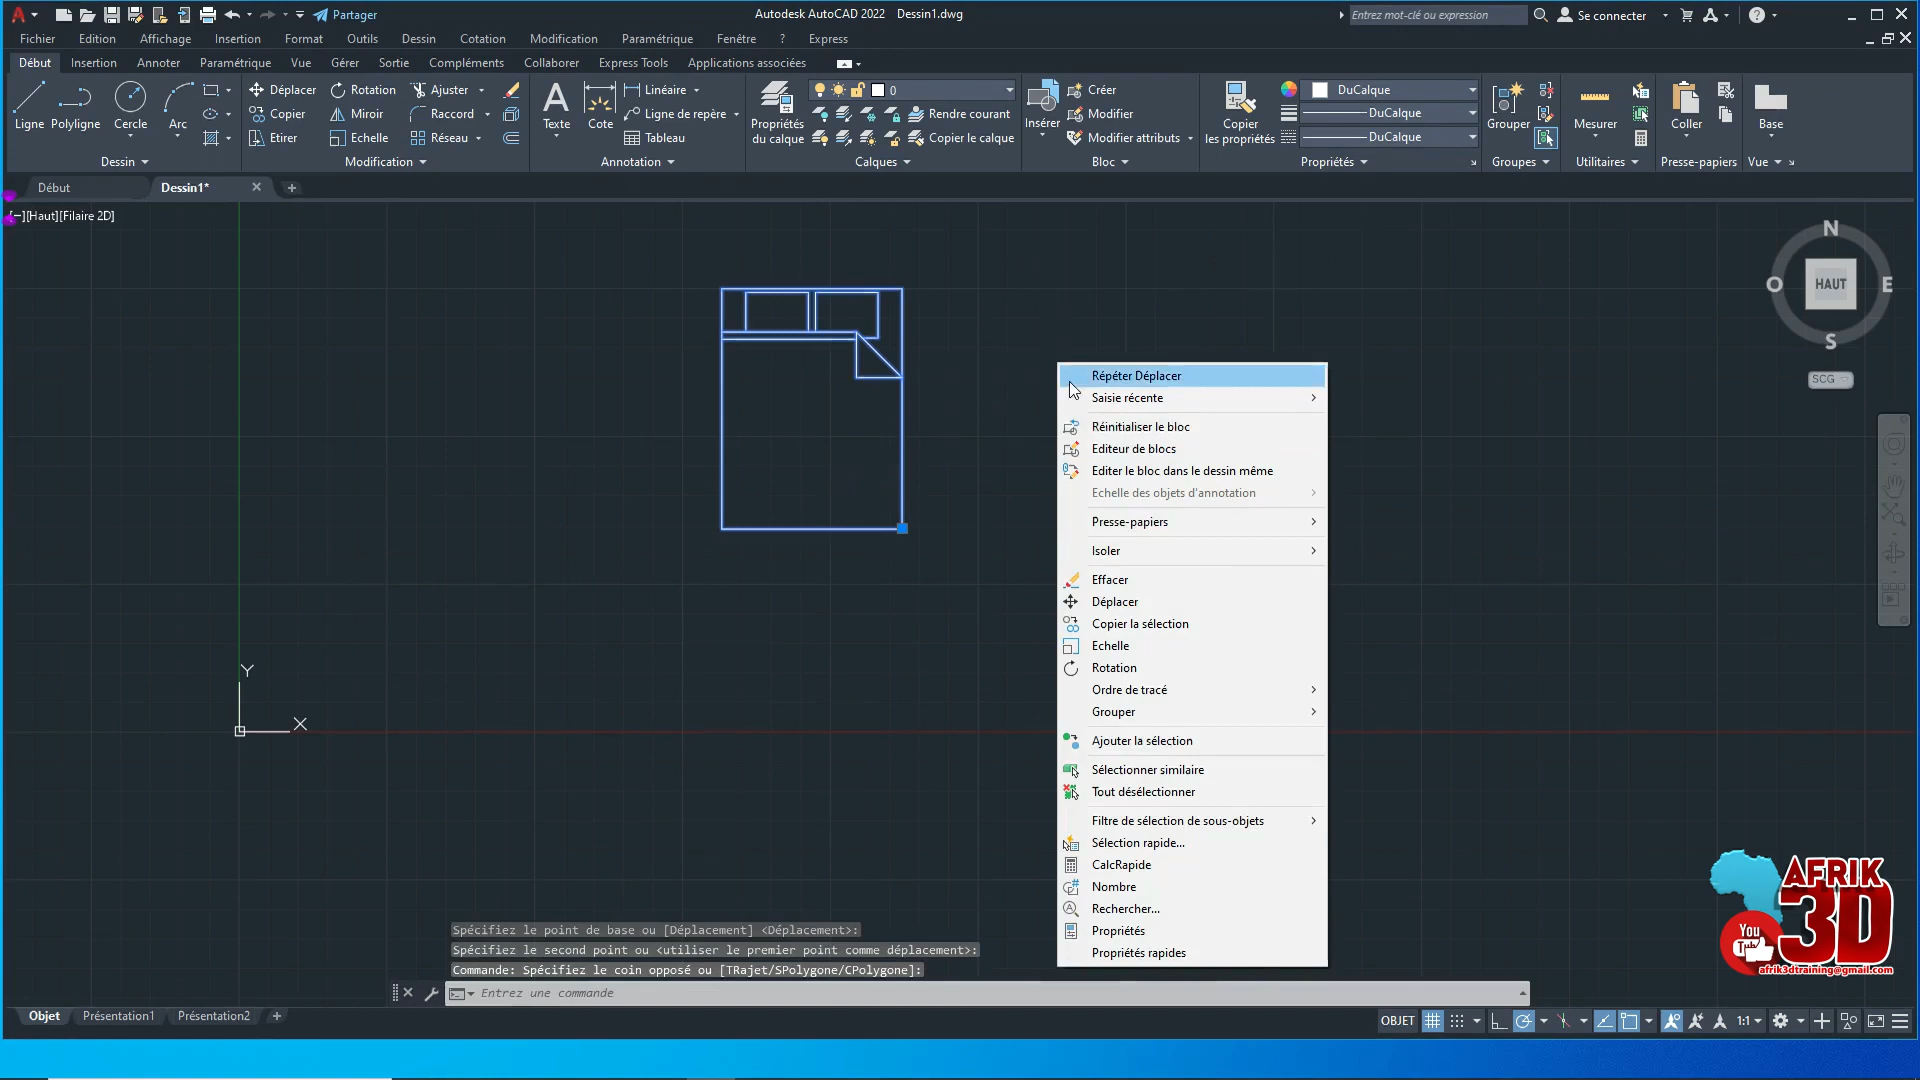 Partager
Autodesk AutoCAD 2022 Dessin1.dwg
Entrez mot-clé ou expression
Se connecter
Fichier Edition Affichage Insertion Format Outils Dessin Cotation Modification Paramétrique Fenêtre ? Express
Début Insertion Annoter Paramétrique Vue Gérer Sortie Compléments Collaborer Express Tools Applications associées
Ligne Polyligne Cercle Arc
Dessin
Déplacer Rotation Ajuster
Copier Miroir Raccord
Etirer Echelle Réseau
Modification
Texte Cote
Linéaire
Ligne de repère
Tableau
Annotation
Propriétés du calque
0
Rendre courant
Copier le calque
Calques
Insérer
Créer
Modifier
Modifier attributs
Bloc
Copier les propriétés
DuCalque
DuCalque
DuCalque
Propriétés
Grouper
Groupes
Mesurer
Utilitaires
Coller
Presse-papiers
Base
Vue
Début Dessin1*
[−][Haut][Filaire 2D]
N
O HAUT E
S
SCG
Y
X
Répéter Déplacer
Saisie récente
Réinitialiser le bloc
Editeur de blocs
Editer le bloc dans le dessin même
Echelle des objets d'annotation
Presse-papiers
Isoler
Effacer
Déplacer
Copier la sélection
Echelle
Rotation
Ordre de tracé
Grouper
Ajouter la sélection
Sélectionner similaire
Tout désélectionner
Filtre de sélection de sous-objets
Sélection rapide...
CalcRapide
Nombre
Rechercher...
Propriétés
Propriétés rapides
AFRIK
3D
You
Tub
afrik3dtraining@gmail.com
Spécifiez le point de base ou [Déplacement] <Déplacement>:
Spécifiez le second point ou <utiliser le premier point comme déplacement>:
Commande: Spécifiez le coin opposé ou [TRajet/SPolygone/CPolygone]:
Entrez une commande
Objet Présentation1 Présentation2 +
OBJET 1:1